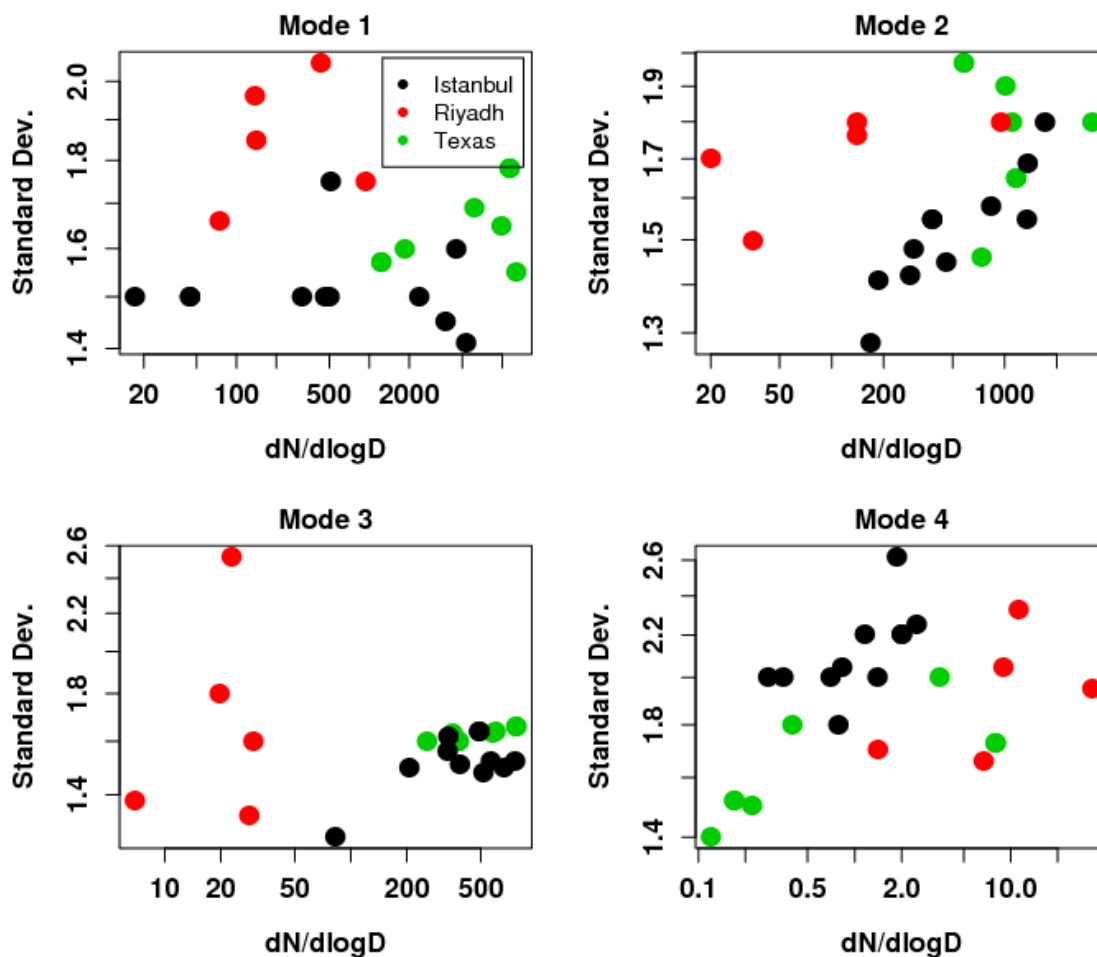 Mode 1
Standard Dev.
2.0
1.8
1.6
1.4
Istanbul
Riyadh
Texas
20 100 500 2000
dN/dlogD
Mode 2
Standard Dev.
1.9
1.7
1.5
1.3
20 50 200 1000
dN/dlogD
Mode 3
Standard Dev.
2.6
2.2
1.8
1.4
10 20 50 200 500
dN/dlogD
Mode 4
Standard Dev.
2.6
2.2
1.8
1.4
0.1 0.5 2.0 10.0
dN/dlogD